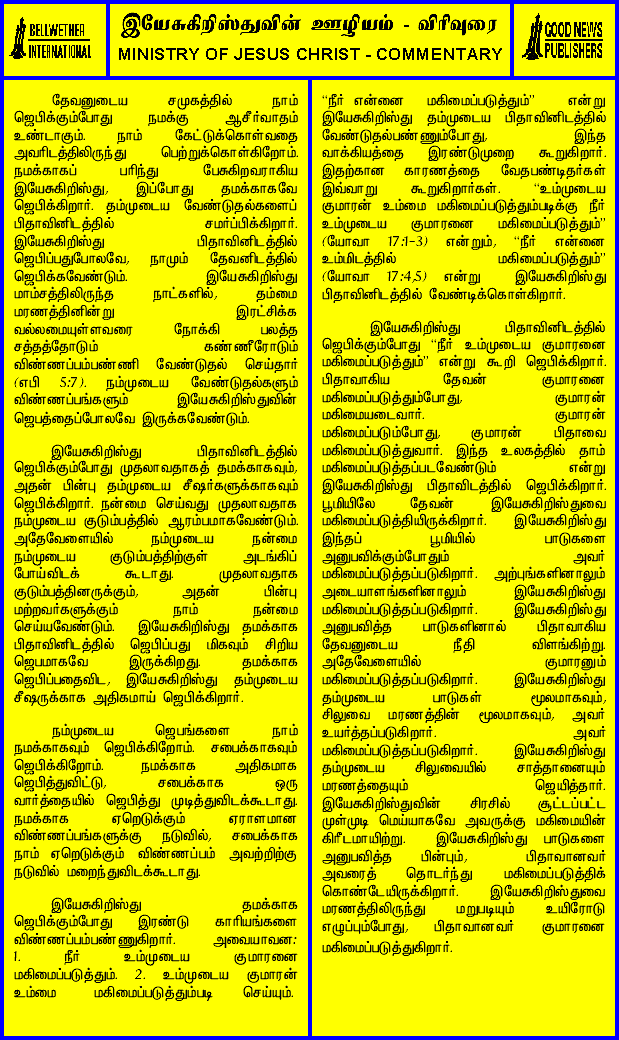 BELLWETHER
INTERNATIONAL
இயேசுகிறிஸ்துவின் ஊழியம் - விரிவுரை
MINISTRY OF JESUS CHRIST - COMMENTARY
GOOD NEWS
PUBLISHERS
தேவனுடைய சமுகத்தில் நாம்
ஜெபிக்கும்போது நமக்கு ஆசீர்வாதம்
உண்டாகும். நாம் கேட்டுக்கொள்வதை
அவரிடத்திலிருந்து பெற்றுக்கொள்கிறோம்.
நமக்காகப் பரிந்து பேசுகிறவராகிய
இயேசுகிறிஸ்து, இப்போது தமக்காகவே
ஜெபிக்கிறார். தம்முடைய வேண்டுதல்களைப்
பிதாவினிடத்தில் சமர்ப்பிக்கிறார்.
இயேசுகிறிஸ்து பிதாவினிடத்தில்
ஜெபிப்பதுபோலவே, நாமும் தேவனிடத்தில்
ஜெபிக்கவேண்டும். இயேசுகிறிஸ்து
மாம்சத்திலிருந்த நாட்களில், தம்மை
மரணத்தினின்று இரட்சிக்க
வல்லமையுள்ளவரை நோக்கி பலத்த
சத்தத்தோடும் கண்ணீரோடும்
விண்ணப்பம்பண்ணி வேண்டுதல் செய்தார்
(எபி 5:7). நம்முடைய வேண்டுதல்களும்
விண்ணப்பங்களும் இயேசுகிறிஸ்துவின்
ஜெபத்தைப்போலவே இருக்கவேண்டும்.
இயேசுகிறிஸ்து பிதாவினிடத்தில்
ஜெபிக்கும்போது முதலாவதாகத் தமக்காகவும்,
அதன் பின்பு தம்முடைய சீஷர்களுக்காகவும்
ஜெபிக்கிறார். நன்மை செய்வது முதலாவதாக
நம்முடைய குடும்பத்தில் ஆரம்பமாகவேண்டும்.
அதேவேளையில் நம்முடைய நன்மை
நம்முடைய குடும்பத்திற்குள் அடங்கிப்
போய்விடக் கூடாது. முதலாவதாக
குடும்பத்தினருக்கும், அதன் பின்பு
மற்றவர்களுக்கும் நாம் நன்மை
செய்யவேண்டும். இயேசுகிறிஸ்து தமக்காக
பிதாவினிடத்தில் ஜெபிப்பது மிகவும் சிறிய
ஜெபமாகவே இருக்கிறது. தமக்காக
ஜெபிப்பதைவிட, இயேசுகிறிஸ்து தம்முடைய
சீஷருக்காக அதிகமாய் ஜெபிக்கிறார்.
நம்முடைய ஜெபங்களை நாம்
நமக்காகவும் ஜெபிக்கிறோம். சபைக்காகவும்
ஜெபிக்கிறோம். நமக்காக அதிகமாக
ஜெபித்துவிட்டு, சபைக்காக ஒரு
வார்த்தையில் ஜெபித்து முடித்துவிடக்கூடாது.
நமக்காக ஏறெடுக்கும் ஏராளமான
விண்ணப்பங்களுக்கு நடுவில், சபைக்காக
நாம் ஏறெடுக்கும் விண்ணப்பம் அவற்றிற்கு
நடுவில் மறைந்துவிடக்கூடாது.
இயேசுகிறிஸ்து தமக்காக
ஜெபிக்கும்போது இரண்டு காரியங்களை
விண்ணப்பம்பண்ணுகிறார். அவையாவன:
1. நீர் உம்முடைய குமாரனை
மகிமைப்படுத்தும். 2. உம்முடைய குமாரன்
உம்மை மகிமைப்படுத்தும்படி செய்யும்.
“நீர் என்னை மகிமைப்படுத்தும்” என்று
இயேசுகிறிஸ்து தம்முடைய பிதாவினிடத்தில்
வேண்டுதல்பண்ணும்போது, இந்த
வாக்கியத்தை இரண்டுமுறை கூறுகிறார்.
இதற்கான காரணத்தை வேதபண்டிதர்கள்
இவ்வாறு கூறுகிறார்கள். “உம்முடைய
குமாரன் உம்மை மகிமைப்படுத்தும்படிக்கு நீர்
உம்முடைய குமாரனை மகிமைப்படுத்தும்”
(யோவா 17:1-3) என்றும், “நீர் என்னை
உம்மிடத்தில் மகிமைப்படுத்தும்”
(யோவா 17:4,5) என்று இயேசுகிறிஸ்து
பிதாவினிடத்தில் வேண்டிக்கொள்கிறார்.
இயேசுகிறிஸ்து பிதாவினிடத்தில்
ஜெபிக்கும்போது “நீர் உம்முடைய குமாரனை
மகிமைப்படுத்தும்” என்று கூறி ஜெபிக்கிறார்.
பிதாவாகிய தேவன் குமாரனை
மகிமைப்படுத்தும்போது, குமாரன்
மகிமையடைவார். குமாரன்
மகிமைப்படும்போது, குமாரன் பிதாவை
மகிமைப்படுத்துவார். இந்த உலகத்தில் தாம்
மகிமைப்படுத்தப்படவேண்டும் என்று
இயேசுகிறிஸ்து பிதாவிடத்தில் ஜெபிக்கிறார்.
பூமியிலே தேவன் இயேசுகிறிஸ்துவை
மகிமைப்படுத்தியிருக்கிறார். இயேசுகிறிஸ்து
இந்தப் பூமியில் பாடுகளை
அனுபவிக்கும்போதும் அவர்
மகிமைப்படுத்தப்படுகிறார். அற்புங்களினாலும்
அடையாளங்களினாலும் இயேசுகிறிஸ்து
மகிமைப்படுத்தப்படுகிறார். இயேசுகிறிஸ்து
அனுபவித்த பாடுகளினால் பிதாவாகிய
தேவனுடைய நீதி விளங்கிற்று.
அதேவேளையில் குமாரனும்
மகிமைப்படுத்தப்படுகிறார். இயேசுகிறிஸ்து
தம்முடைய பாடுகள் மூலமாகவும்,
சிலுவை மரணத்தின் மூலமாகவும், அவர்
உயர்த்தப்படுகிறார். அவர்
மகிமைப்படுத்தப்படுகிறார். இயேசுகிறிஸ்து
தம்முடைய சிலுவையில் சாத்தானையும்
மரணத்தையும் ஜெயித்தார்.
இயேசுகிறிஸ்துவின் சிரசில் சூட்டப்பட்ட
முள்முடி மெய்யாகவே அவருக்கு மகிமையின்
கிரீடமாயிற்று. இயேசுகிறிஸ்து பாடுகளை
அனுபவித்த பின்பும், பிதாவானவர்
அவரைத் தொடர்ந்து மகிமைப்படுத்திக்
கொண்டேயிருக்கிறார். இயேசுகிறிஸ்துவை
மரணத்திலிருந்து மறுபடியும் உயிரோடு
எழுப்பும்போது, பிதாவானவர் குமாரனை
மகிமைப்படுத்துகிறார்.